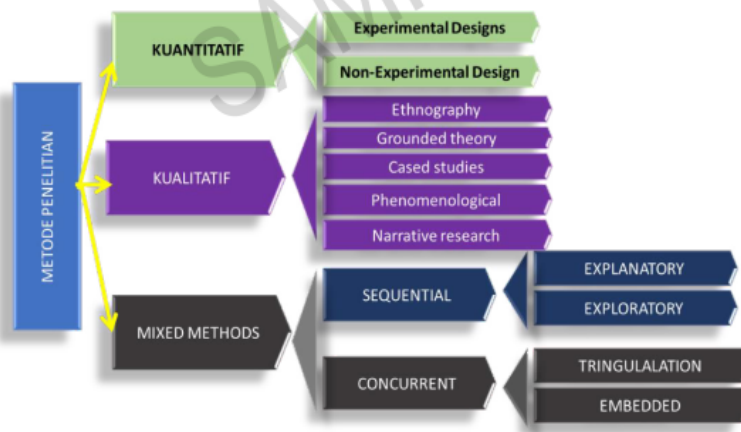 METODE PENELITIAN
KUANTITATIF
Experimental Designs
Non-Experimental Design
KUALITATIF
Ethnography
Grounded theory
Cased studies
Phenomenological
Narrative research
MIXED METHODS
SEQUENTIAL
EXPLANATORY
EXPLORATORY
CONCURRENT
TRINGULALATION
EMBEDDED